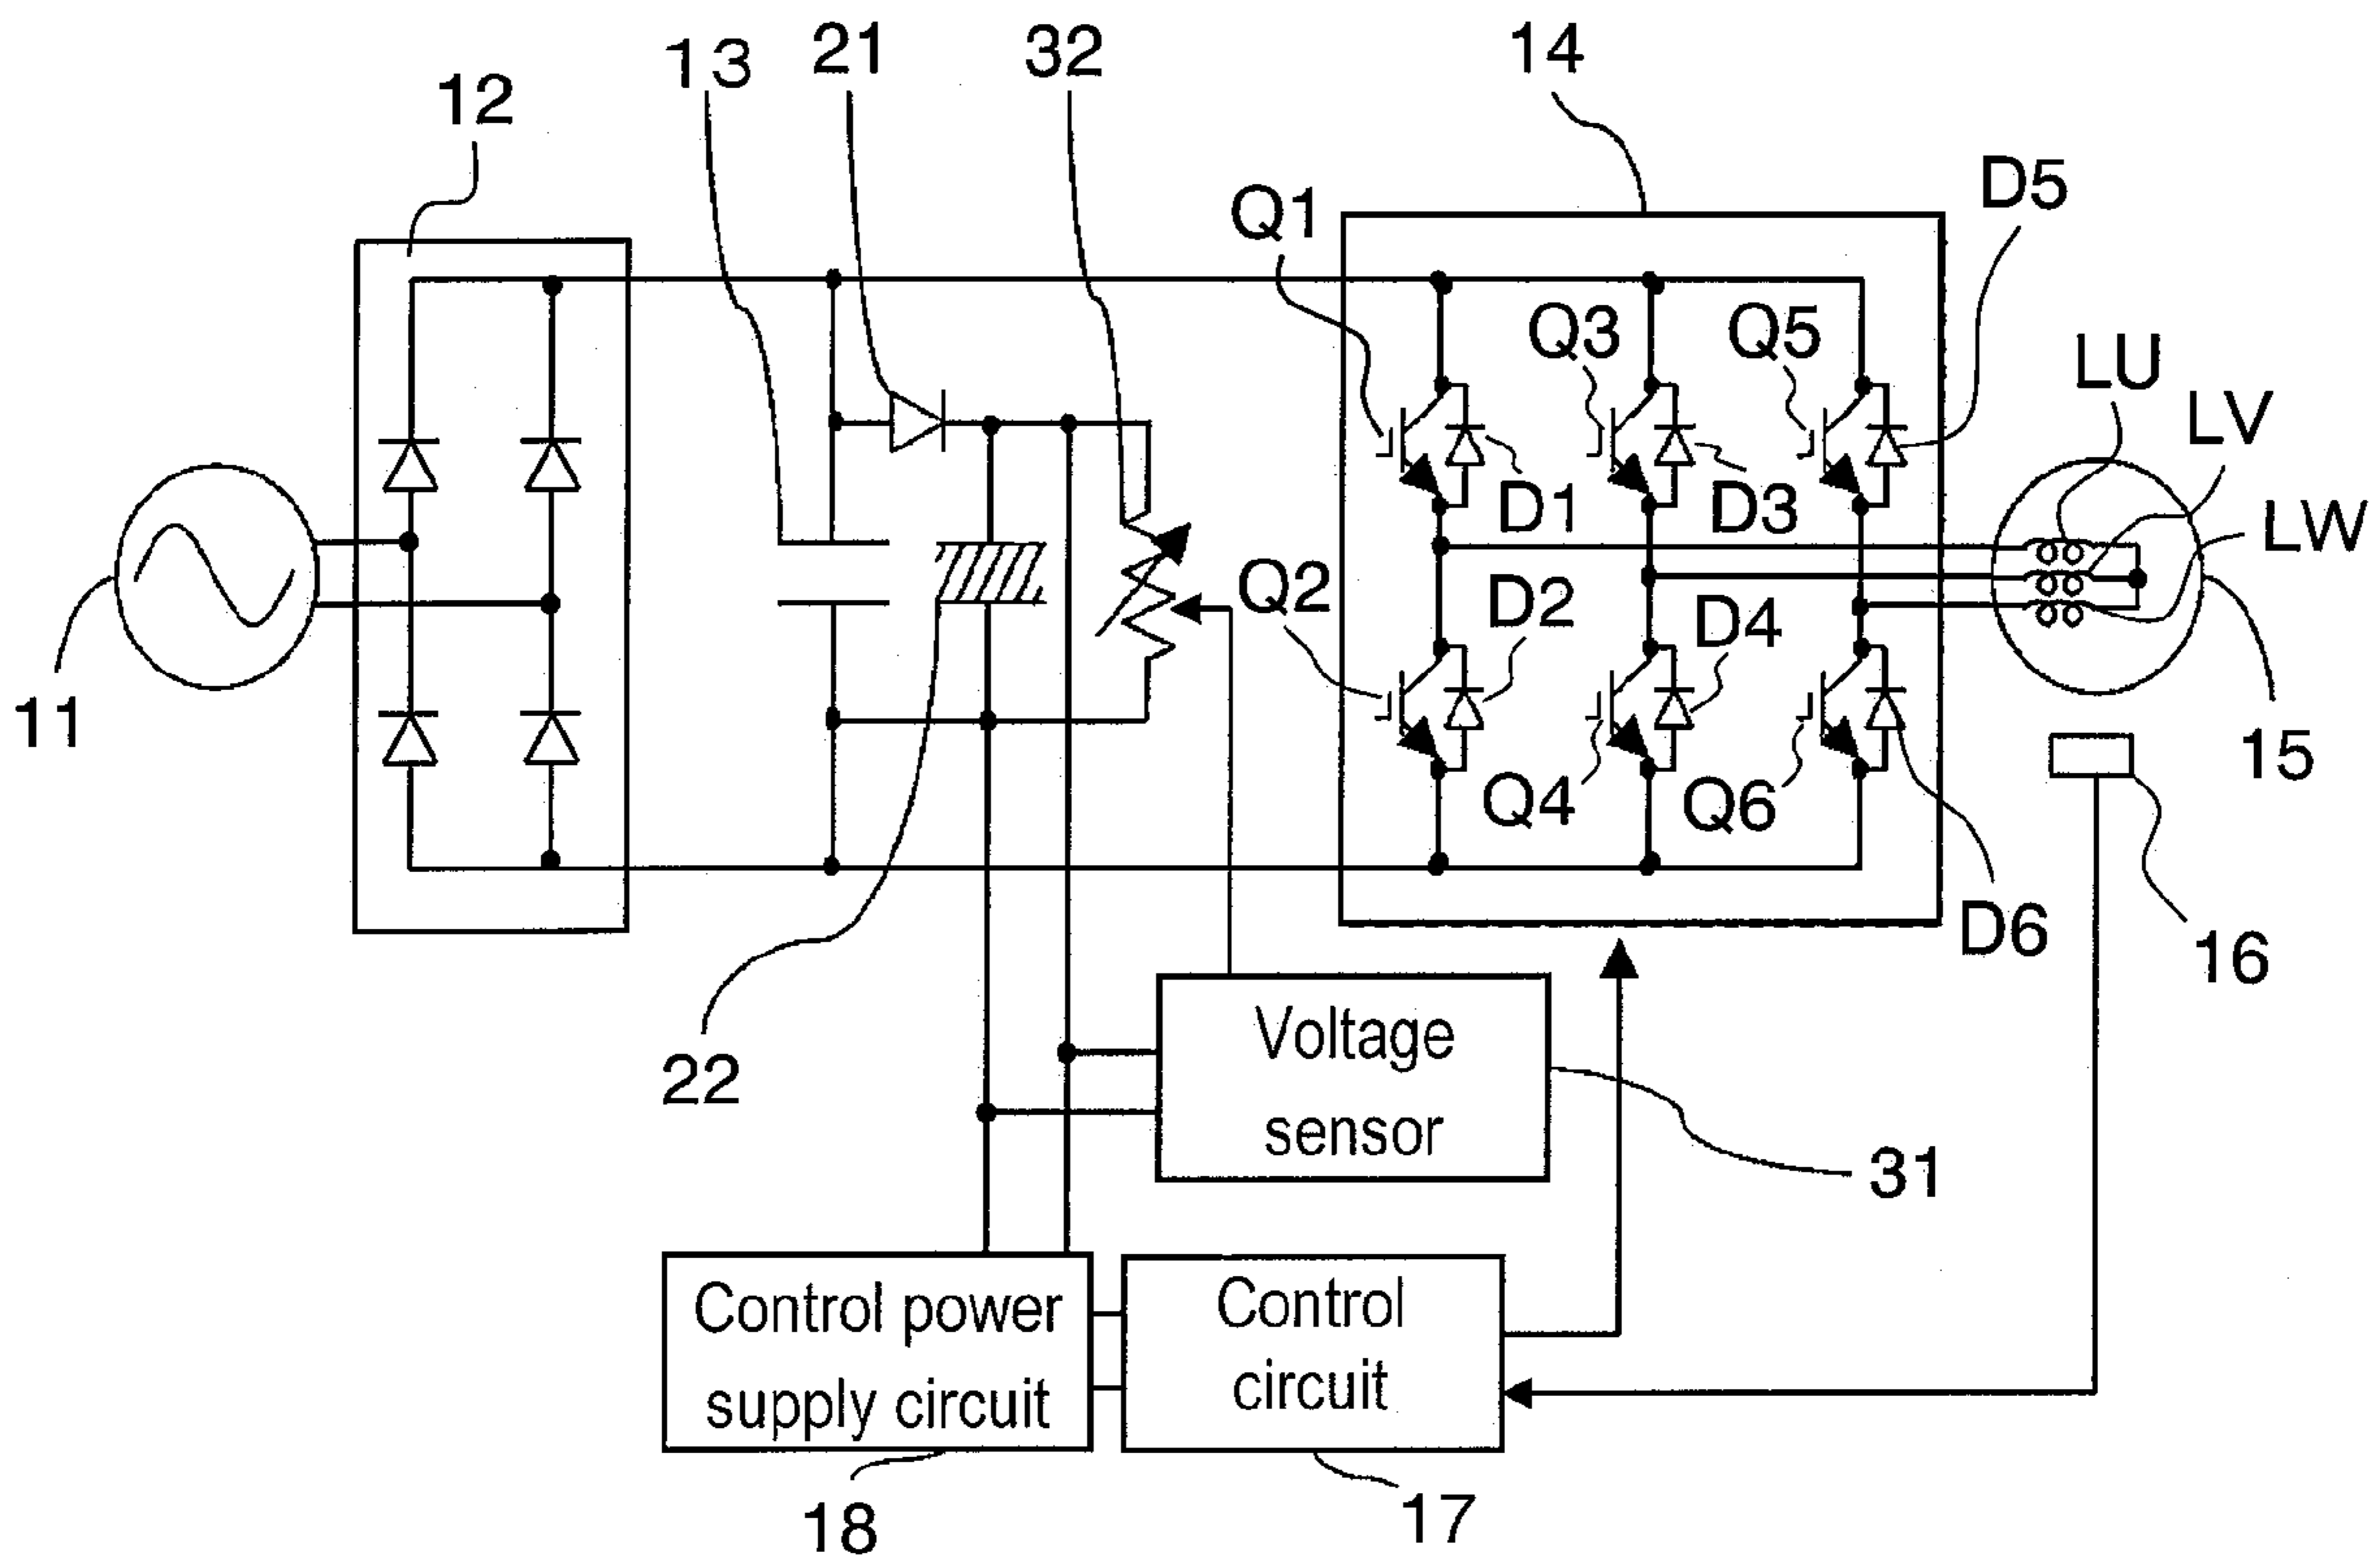 21
32
14
13
12
D5
Q1
Q3
Q5
LU
LV
D1
D3
LW
Q2
D2
D4
11
15
Q4
Q6
D6
16
Voltage
sensor
22
31
Control power
supply circuit
Control
circuit
18
17